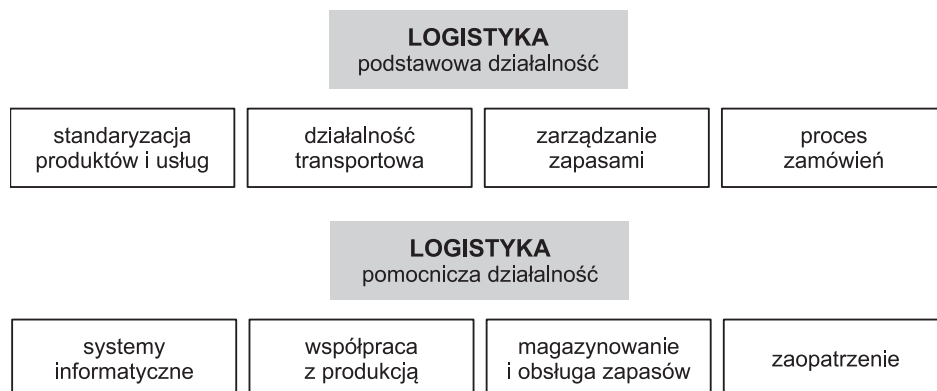 LOGISTYKA
podstawowa działalność
standaryzacja
produktów i usług
działalność
transportowa
zarządzanie
zapasami
proces
zamówień
LOGISTYKA
pomocnicza działalność
systemy
informatyczne
współpraca
z produkcją
magazynowanie
i obsługa zapasów
zaopatrzenie